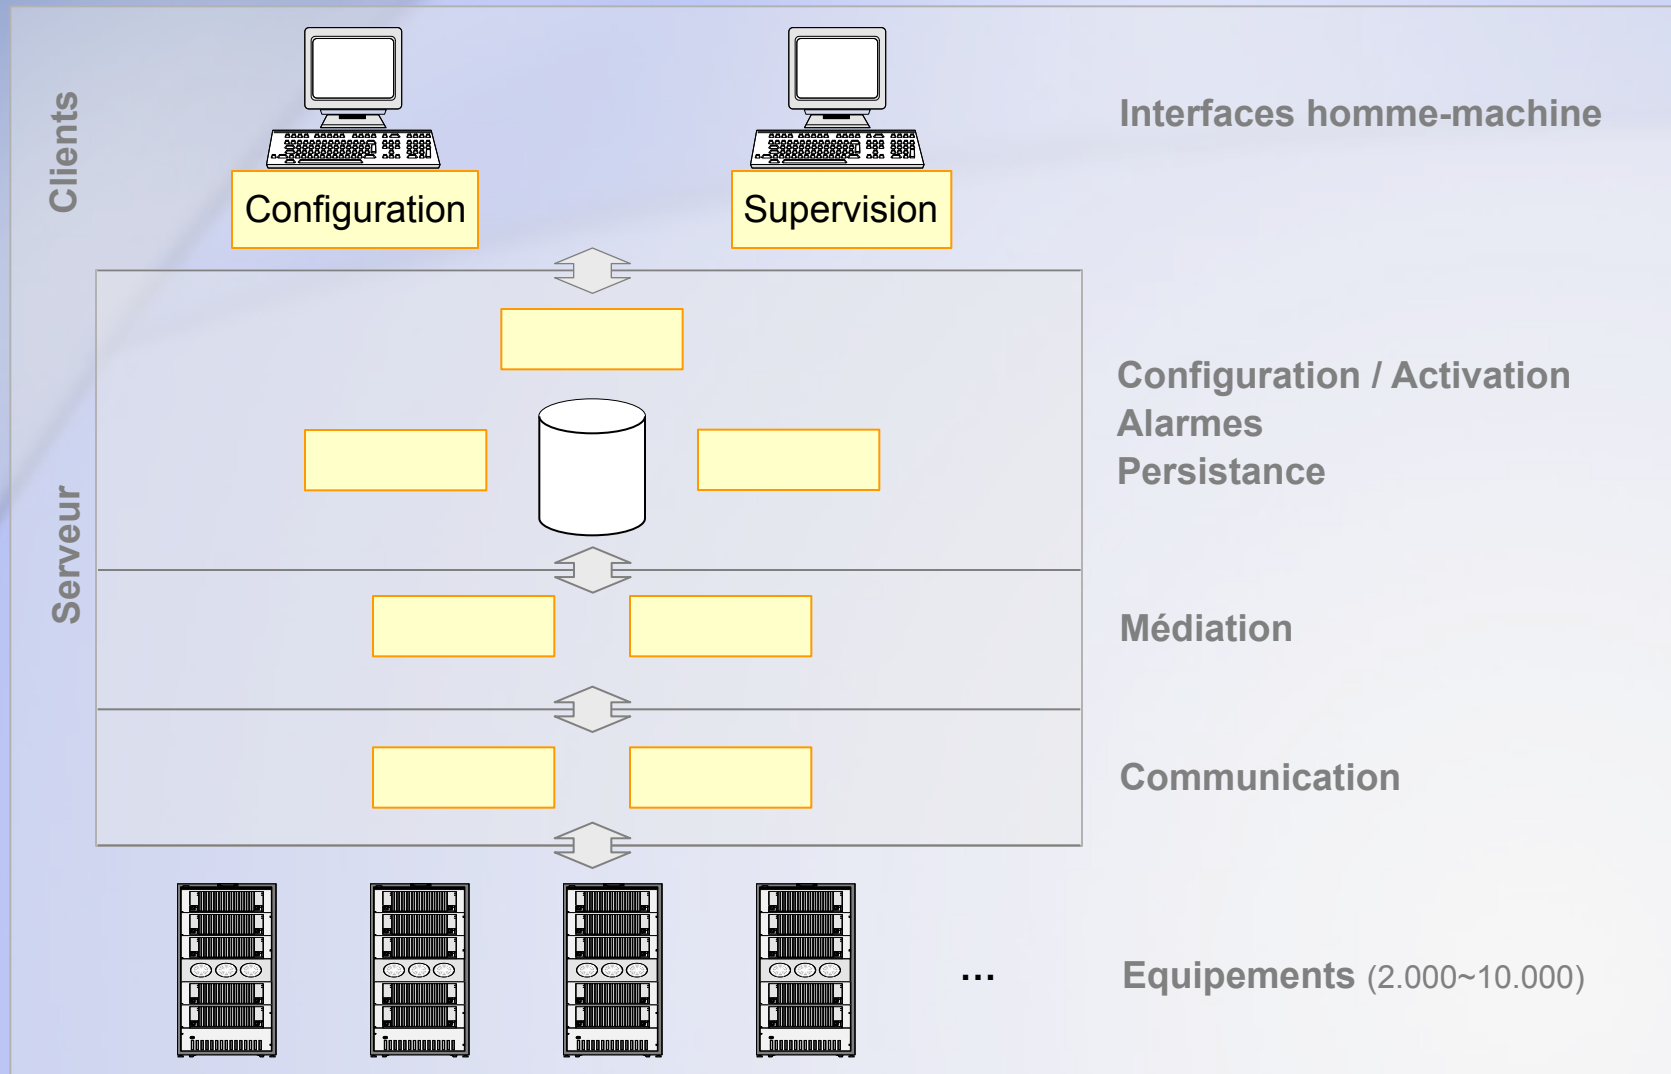 Clients
Interfaces homme-machine
Configuration
Supervision
Serveur
Configuration / Activation
Alarmes
Persistance
Médiation
Communication
...
Equipements (2.000~10.000)